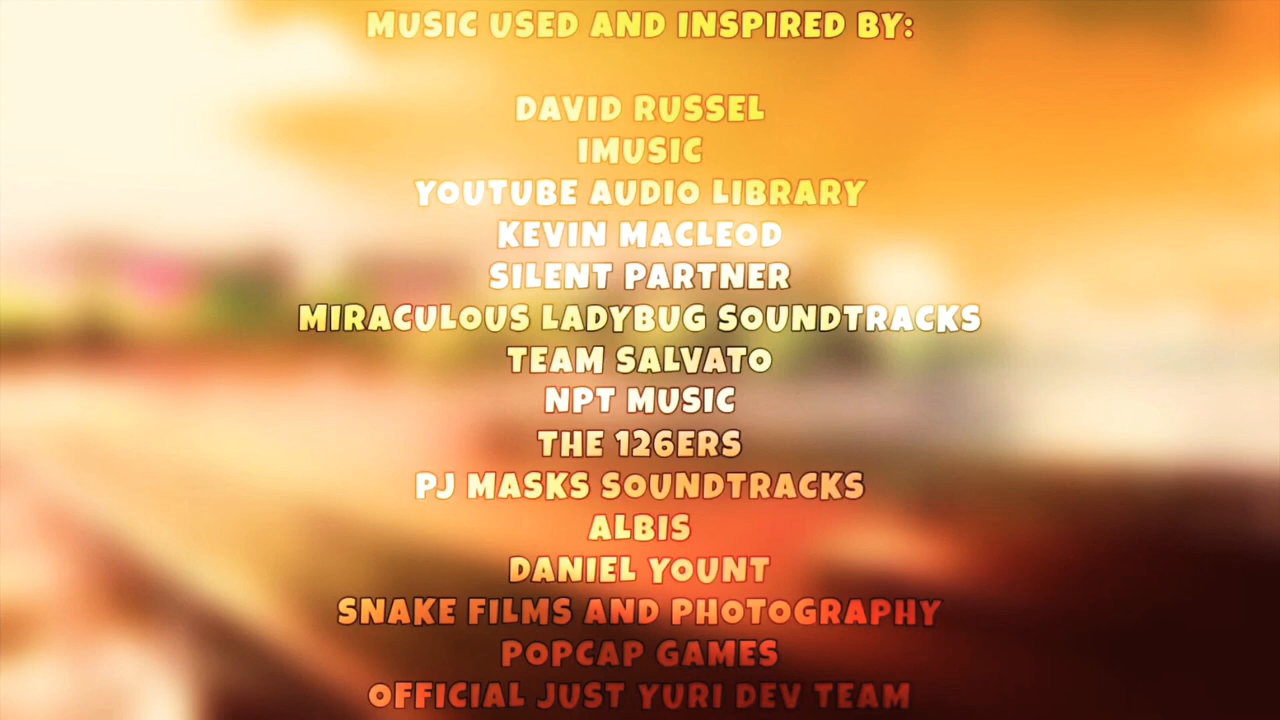 MUSIC USED AND INSPIRED BY:
DAVID RUSSEL
IMUSIC
YOUTUBE AUDIO LIBRARY
KEVIN MACLEOD
SILENT PARTNER
MIRACULOUS LADYBUG SOUNDTRACKS
TEAM SALVATO
NPT MUSIC
THE 126ERS
PJ MASKS SOUNDTRACKS
ALBIS
DANIEL YOUNT
SNAKE FILMS AND PHOTOGRAPHY
POPCAP GAMES
OFFICIAL JUST YURI DEV TEAM